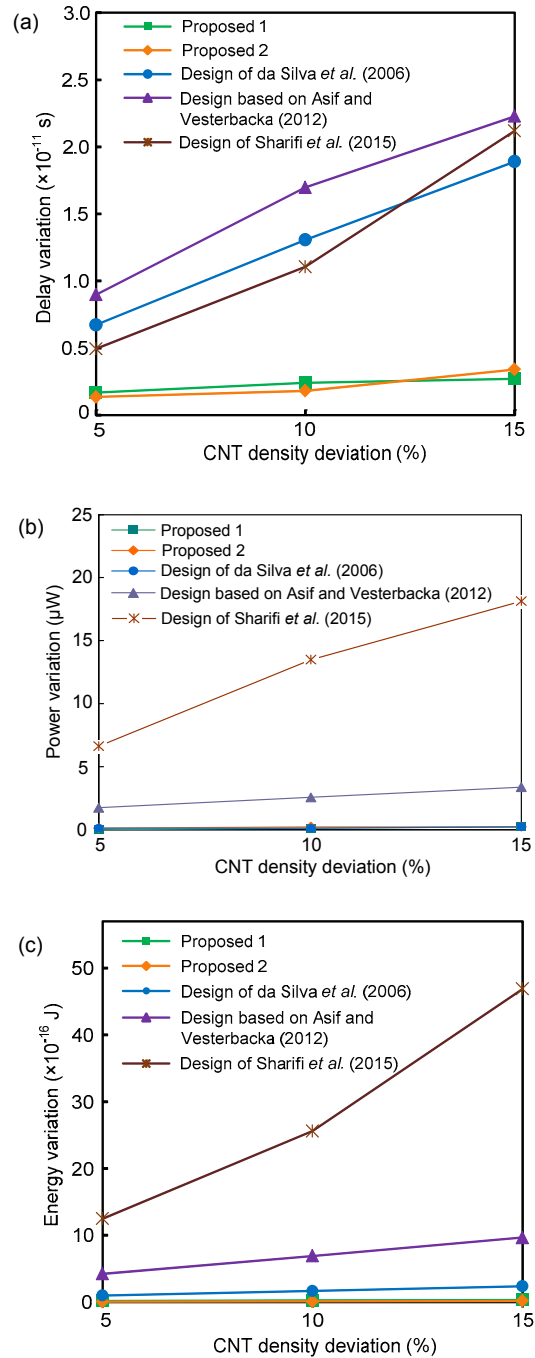 (a)
3.0
2.5
2.0
1.5
1.0
0.5
0
Delay variation (×10⁻¹¹ s)
Proposed 1
Proposed 2
Design of da Silva et al. (2006)
Design based on Asif and
Vesterbacka (2012)
Design of Sharifi et al. (2015)
5 10 15
CNT density deviation (%)
(b)
25
20
15
10
5
0
Power variation (µW)
Proposed 1
Proposed 2
Design of da Silva et al. (2006)
Design based on Asif and Vesterbacka (2012)
Design of Sharifi et al. (2015)
5 10 15
CNT density deviation (%)
(c)
50
40
30
20
10
0
Energy variation (×10⁻¹⁶ J)
Proposed 1
Proposed 2
Design of da Silva et al. (2006)
Design based on Asif and
Vesterbacka (2012)
Design of Sharifi et al. (2015)
5 10 15
CNT density deviation (%)